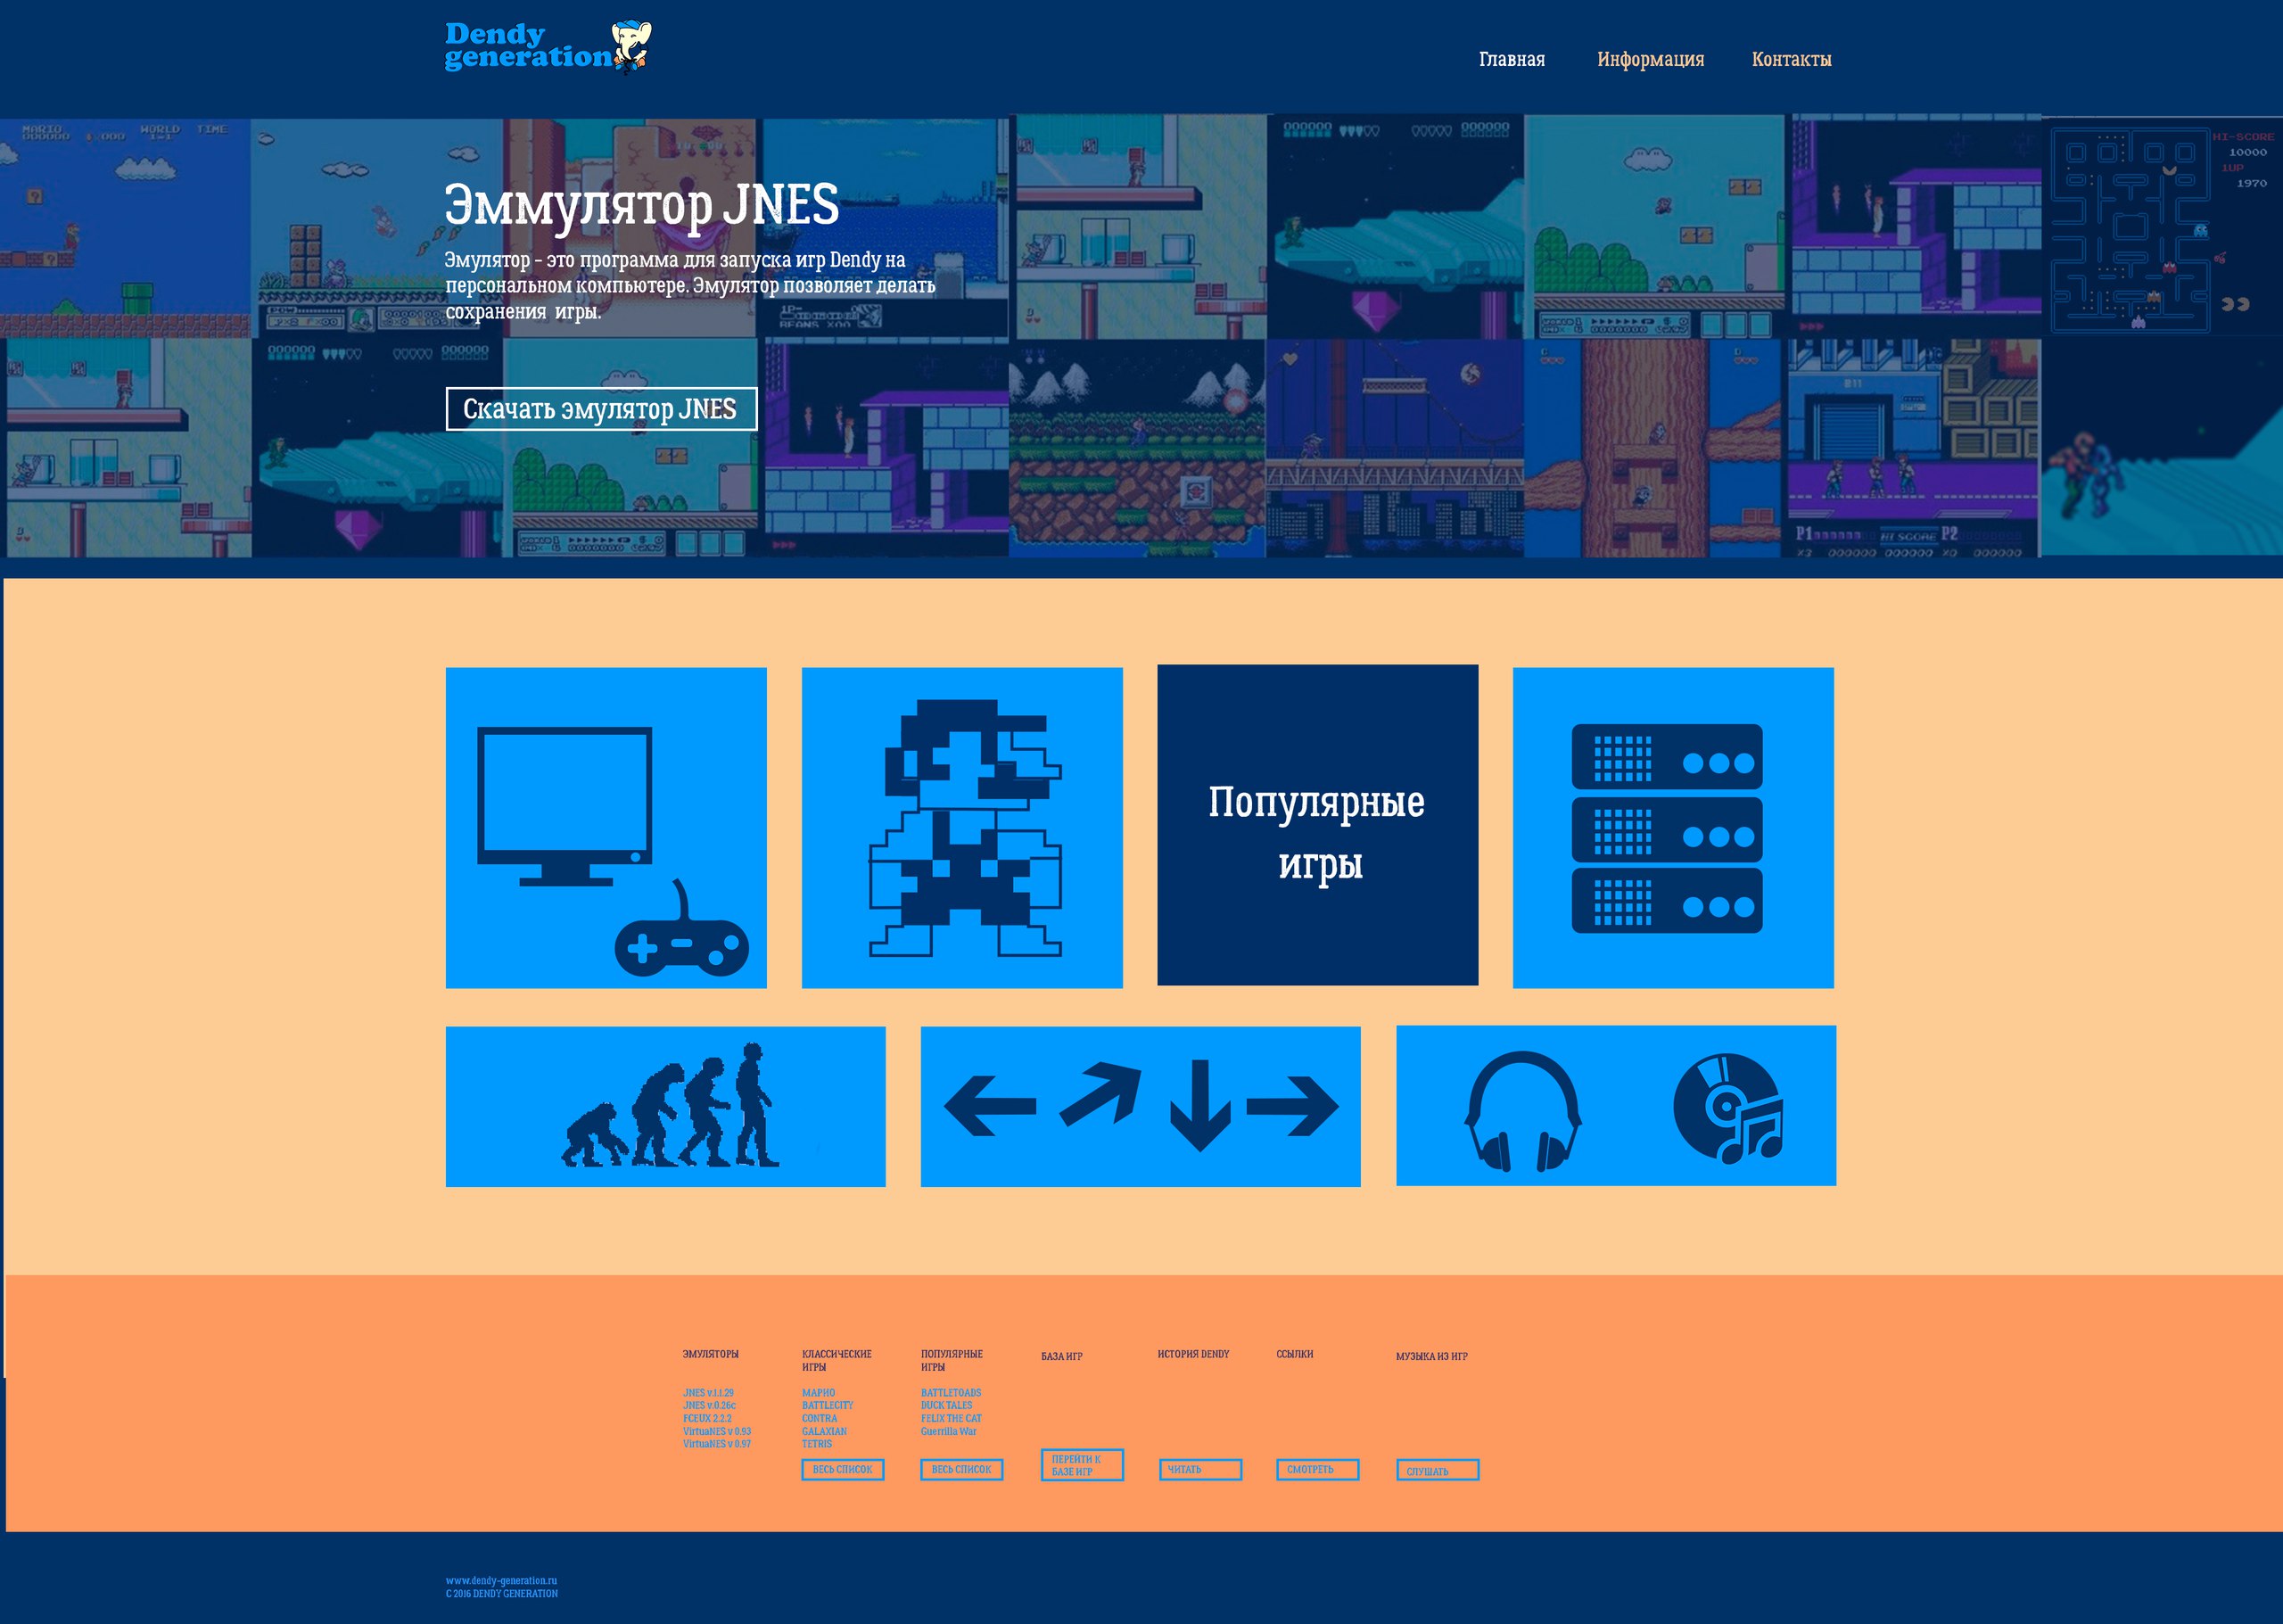 Dendy
generation
Главная Информация Контакты
MARIO WORLD TIME
000000 1-1
000000 000000
HI-SCORE
10000
1UP
1970
Эммулятор JNES
Эмулятор - это программа для запуска игр Dendy на
персональном компьютере. Эмулятор позволяет делать
сохранения игры.
000000 000000
Скачать эмулятор JNES
P1 HI SCORE P2
Популярные
игры
ЭМУЛЯТОРЫ
JNES v.1.1.29
JNES v.0.26c
FCEUX 2.2.2
VirtuaNES v 0.93
VirtuaNES v 0.97
КЛАССИЧЕСКИЕ
ИГРЫ
МАРИО
BATTLECITY
CONTRA
GALAXIAN
TETRIS
ВЕСЬ СПИСОК
ПОПУЛЯРНЫЕ
ИГРЫ
BATTLETOADS
DUCK TALES
FELIX THE CAT
Guerrilla War
ВЕСЬ СПИСОК
БАЗА ИГР
ПЕРЕЙТИ К
БАЗЕ ИГР
ИСТОРИЯ DENDY
ЧИТАТЬ
ССЫЛКИ
СМОТРЕТЬ
МУЗЫКА ИЗ ИГР
СЛУШАТЬ
www.dendy-generation.ru
C 2016 DENDY GENERATION